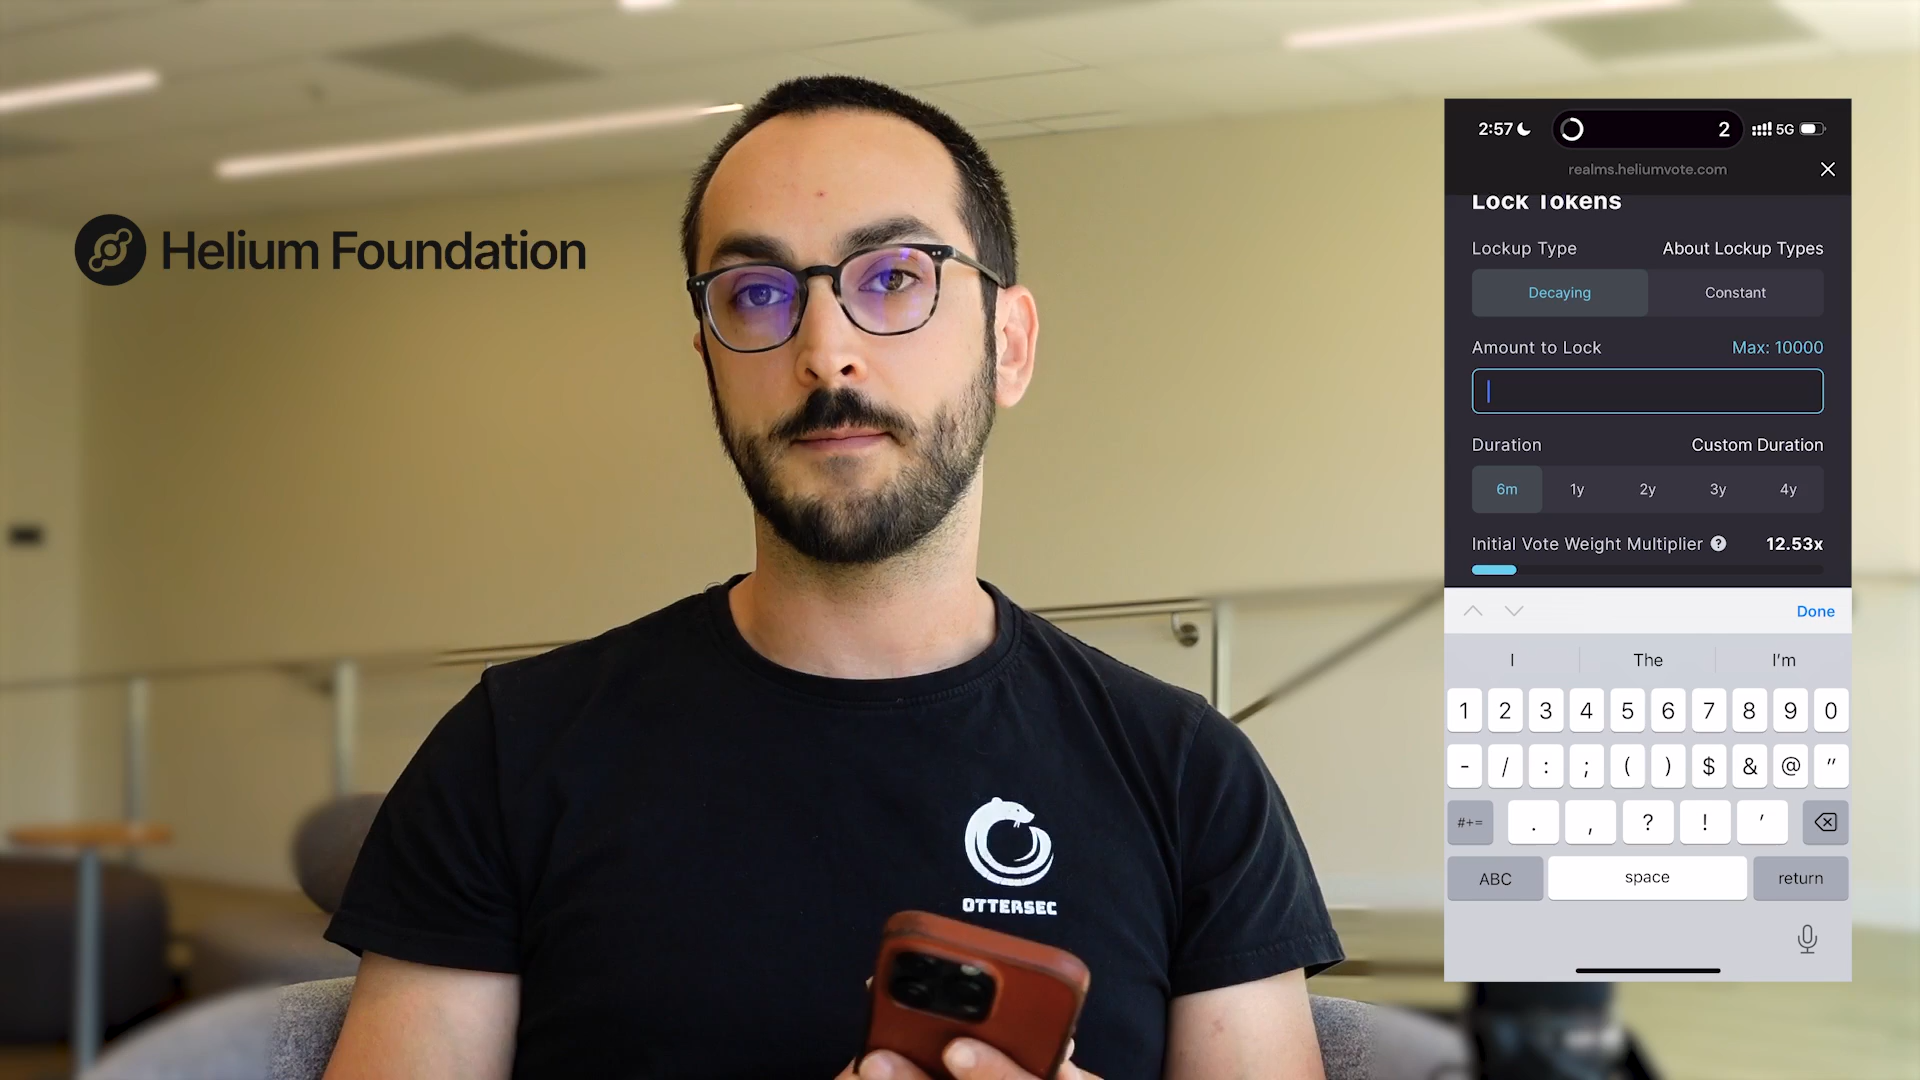 Helium Foundation
OTTERSEC
2:57
2
5G
realms.heliumvote.com
Lock Tokens
Lockup Type
About Lockup Types
Decaying
Constant
Amount to Lock
Max: 10000
Duration
Custom Duration
6m
1y
2y
3y
4y
Initial Vote Weight Multiplier ?
12.53x
Done
I
The
I'm
1 2 3 4 5 6 7 8 9 0
- / : ; ( ) $ & @ "
#+= . , ? ! '
ABC
space
return